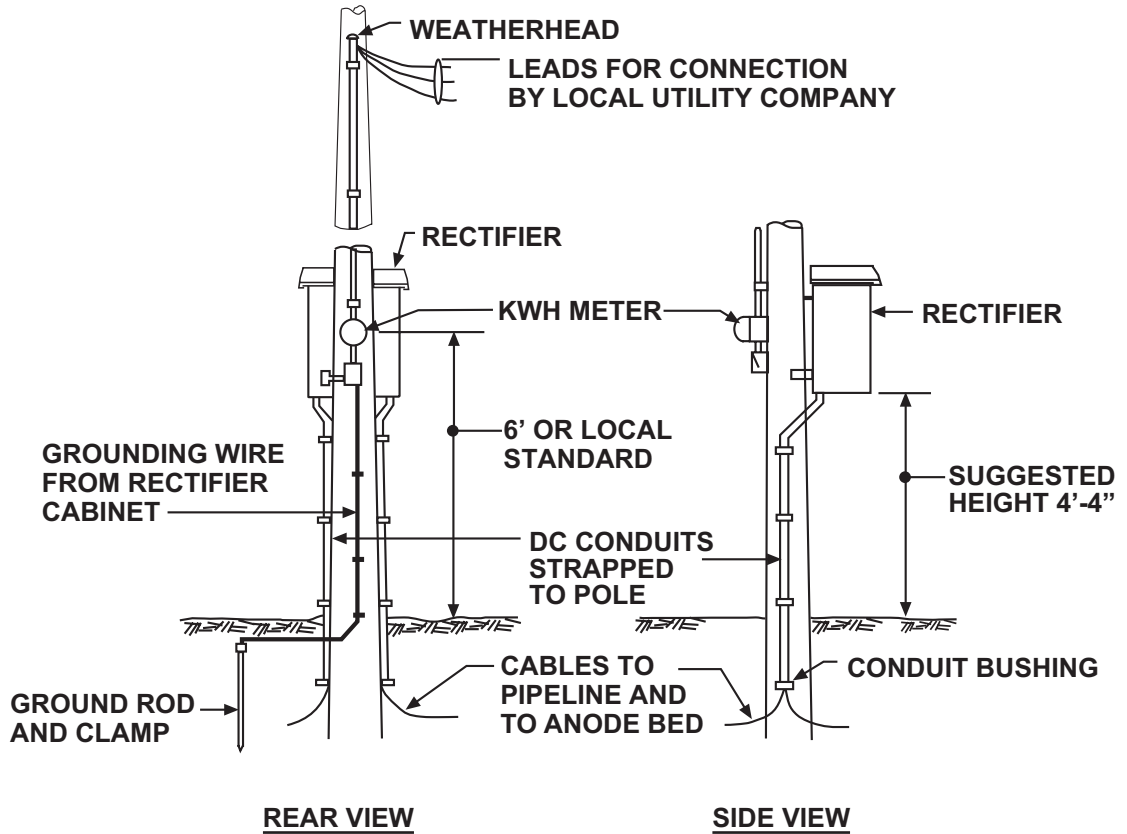 WEATHERHEAD
LEADS FOR CONNECTION
BY LOCAL UTILITY COMPANY
RECTIFIER
KWH METER
RECTIFIER
6’ OR LOCAL
STANDARD
GROUNDING WIRE
FROM RECTIFIER
CABINET
SUGGESTED
HEIGHT 4’-4”
DC CONDUITS
STRAPPED
TO POLE
CABLES TO
PIPELINE AND
TO ANODE BED
CONDUIT BUSHING
GROUND ROD
AND CLAMP
REAR VIEW
SIDE VIEW